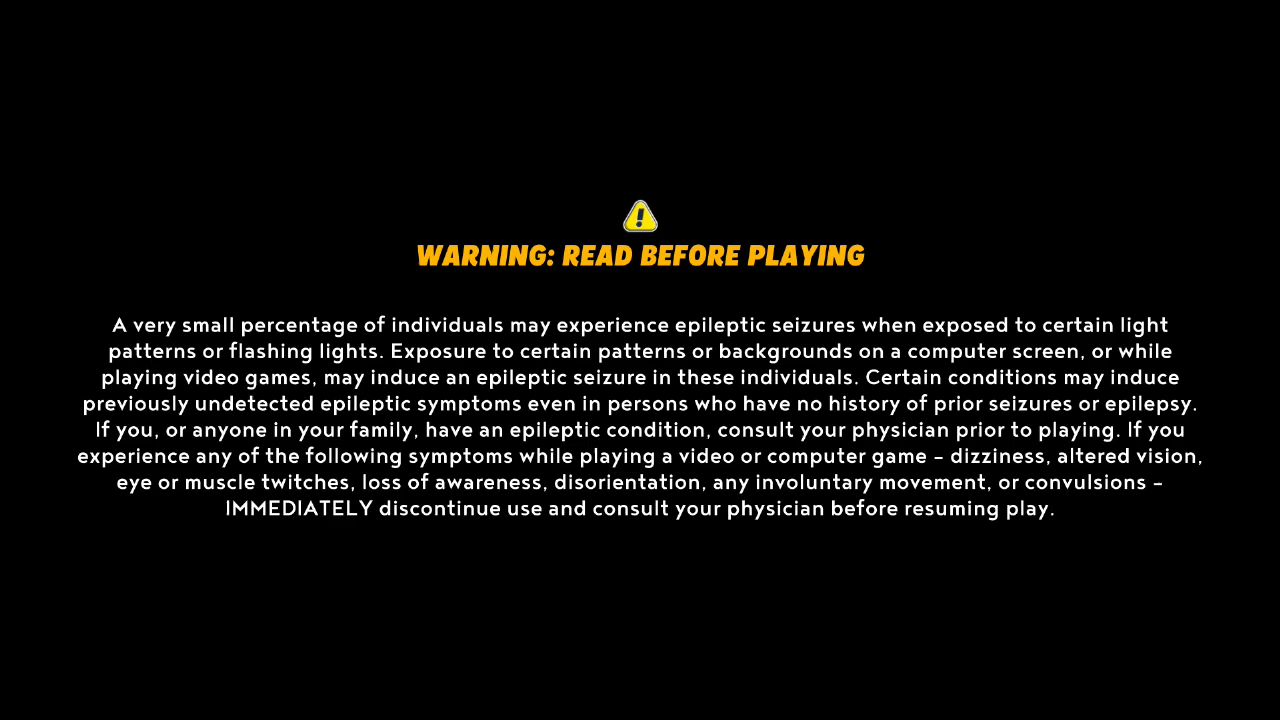 WARNING: READ BEFORE PLAYING
A very small percentage of individuals may experience epileptic seizures when exposed to certain light
patterns or flashing lights. Exposure to certain patterns or backgrounds on a computer screen, or while
playing video games, may induce an epileptic seizure in these individuals. Certain conditions may induce
previously undetected epileptic symptoms even in persons who have no history of prior seizures or epilepsy.
If you, or anyone in your family, have an epileptic condition, consult your physician prior to playing. If you
experience any of the following symptoms while playing a video or computer game – dizziness, altered vision,
eye or muscle twitches, loss of awareness, disorientation, any involuntary movement, or convulsions –
IMMEDIATELY discontinue use and consult your physician before resuming play.